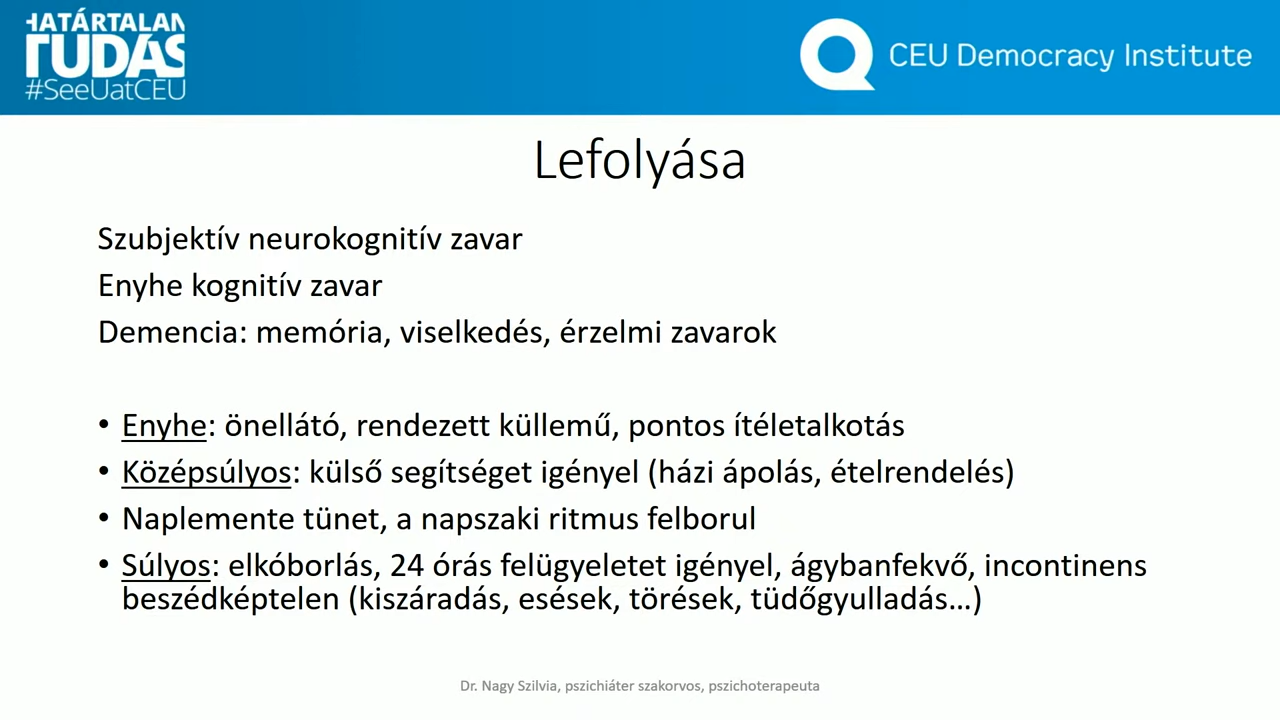 HATÁRTALAN
TUDÁS
#SeeUatCEU
CEU Democracy Institute
Lefolyása
Szubjektív neurokognitív zavar
Enyhe kognitív zavar
Demencia: memória, viselkedés, érzelmi zavarok
• Enyhe: önellátó, rendezett küllemű, pontos ítéletalkotás
• Középsúlyos: külső segítséget igényel (házi ápolás, ételrendelés)
• Naplemente tünet, a napszaki ritmus felborul
• Súlyos: elkóborlás, 24 órás felügyeletet igényel, ágybanfekvő, incontinens
beszédképtelen (kiszáradás, esések, törések, tüdőgyulladás...)
Dr. Nagy Szilvia, pszichiáter szakorvos, pszichoterapeuta